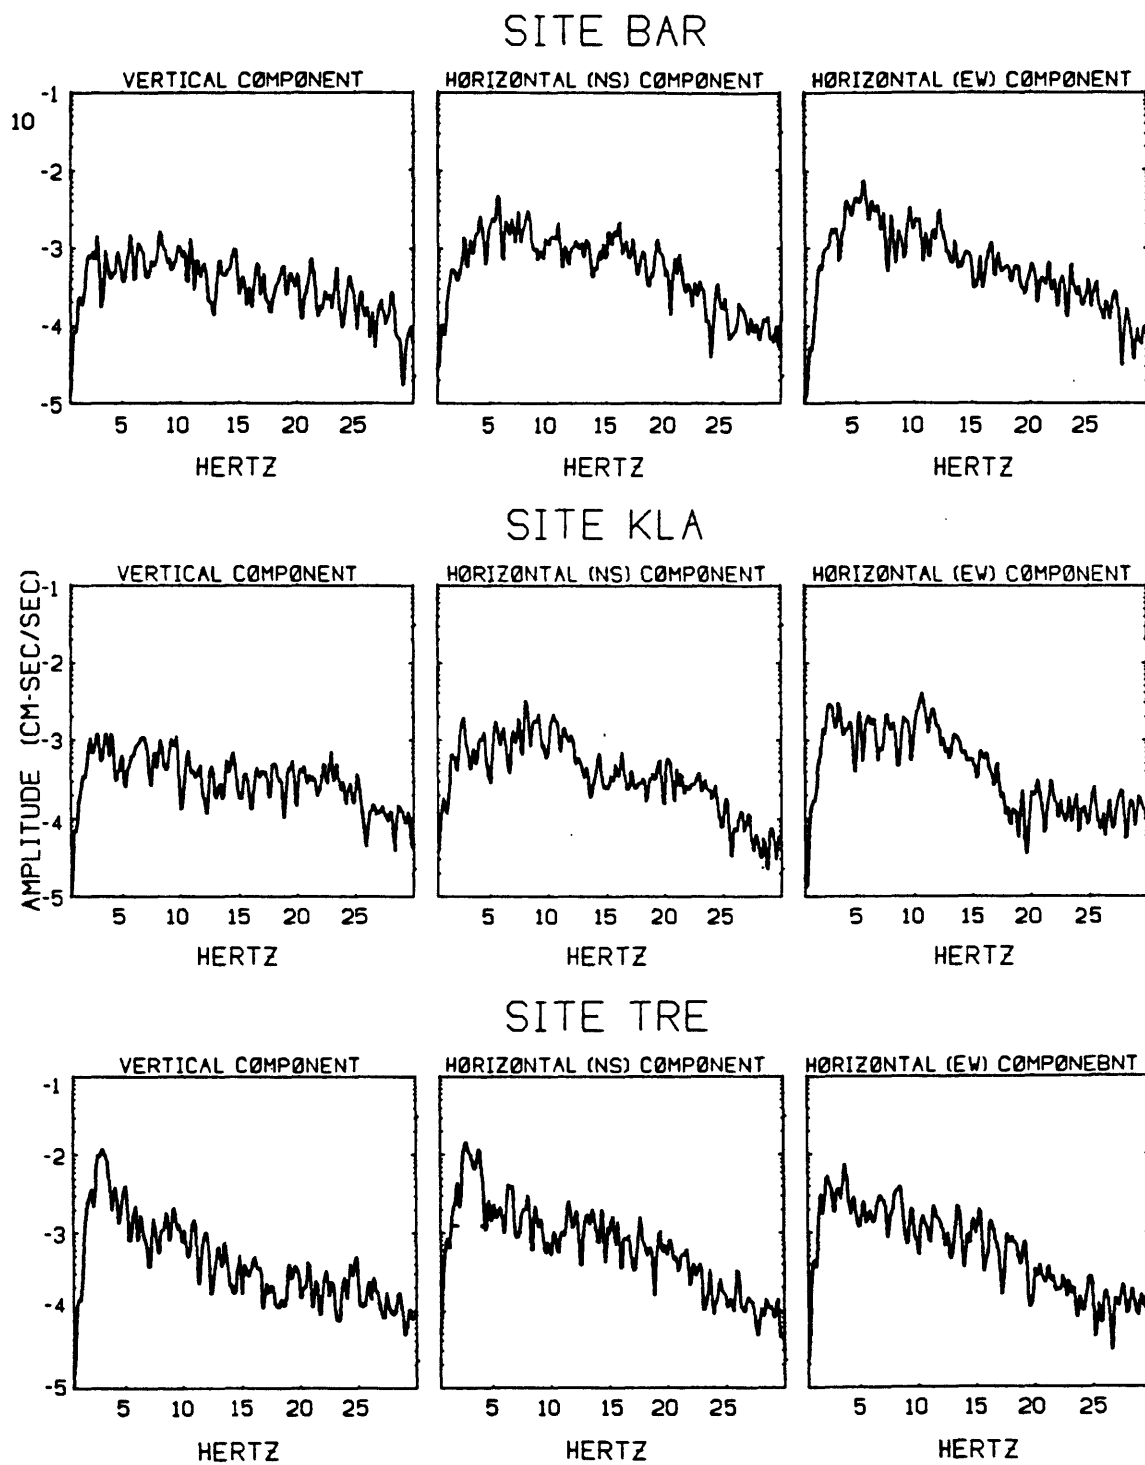 SITE BAR
VERTICAL CØMPØNENT
HØRIZØNTAL (NS) CØMPØNENT
HØRIZØNTAL (EW) CØMPØNENT
-1
10
-2
-3
-4
-5
5 10 15 20 25
5 10 15 20 25
5 10 15 20 25
HERTZ
HERTZ
HERTZ
SITE KLA
VERTICAL CØMPØNENT
HØRIZØNTAL (NS) CØMPØNENT
HØRIZØNTAL (EW) CØMPØNENT
AMPLITUDE (CM-SEC/SEC)
-1
-2
-3
-4
-5
5 10 15 20 25
5 10 15 20 25
5 10 15 20 25
HERTZ
HERTZ
HERTZ
SITE TRE
VERTICAL CØMPØNENT
HØRIZØNTAL (NS) CØMPØNENT
HØRIZØNTAL (EW) CØMPØNEBNT
-1
-2
-3
-4
-5
5 10 15 20 25
5 10 15 20 25
5 10 15 20 25
HERTZ
HERTZ
HERTZ